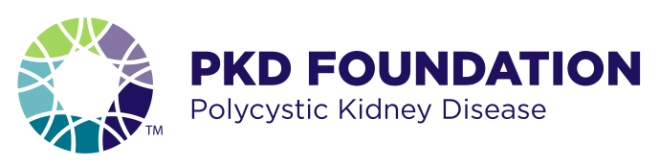 PKD FOUNDATION
Polycystic Kidney Disease
TM